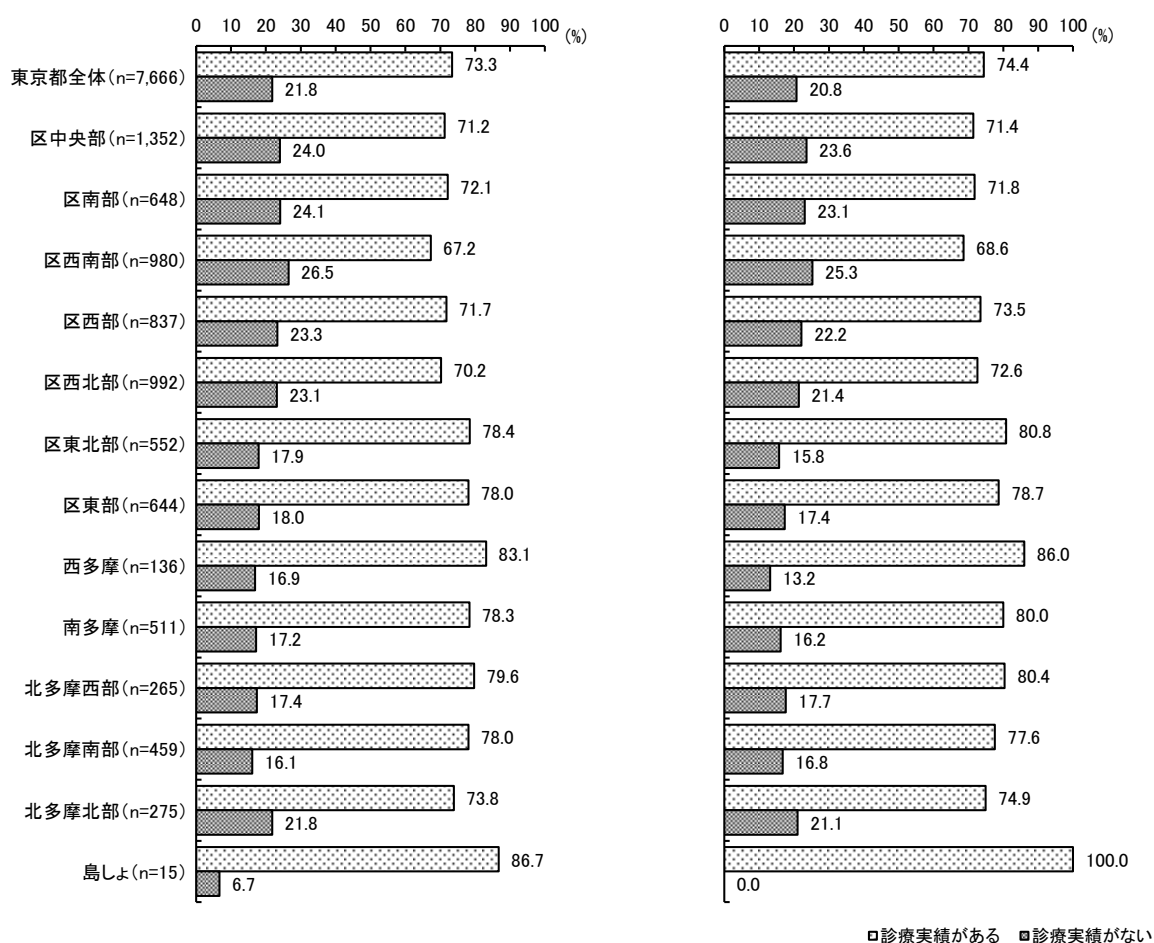 0 10 20 30 40 50 60 70 80 90 100 (%) 0 10 20 30 40 50 60 70 80 90 100 (%)
東京都全体(n=7,666) 73.3 74.4
21.8 20.8
区中央部(n=1,352) 71.2 71.4
24.0 23.6
区南部(n=648) 72.1 71.8
24.1 23.1
区西南部(n=980) 67.2 68.6
26.5 25.3
区西部(n=837) 71.7 73.5
23.3 22.2
区西北部(n=992) 70.2 72.6
23.1 21.4
区東北部(n=552) 78.4 80.8
17.9 15.8
区東部(n=644) 78.0 78.7
18.0 17.4
西多摩(n=136) 83.1 86.0
16.9 13.2
南多摩(n=511) 78.3 80.0
17.2 16.2
北多摩西部(n=265) 79.6 80.4
17.4 17.7
北多摩南部(n=459) 78.0 77.6
16.1 16.8
北多摩北部(n=275) 73.8 74.9
21.8 21.1
島しょ(n=15) 86.7 100.0
6.7 0.0
診療実績がある 診療実績がない